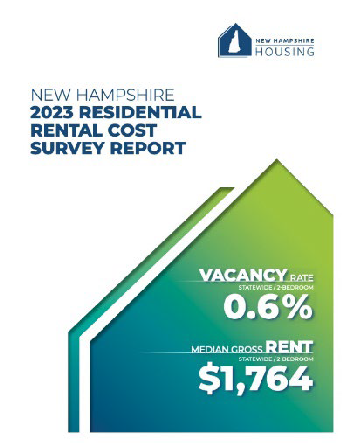 NEW HAMPSHIRE
HOUSING
NEW HAMPSHIRE
2023 RESIDENTIAL
RENTAL COST
SURVEY REPORT
VACANCY RATE
STATEWIDE / 2-BEDROOM
0.6%
MEDIAN GROSS RENT
STATEWIDE / 2 BEDROOM
$1,764